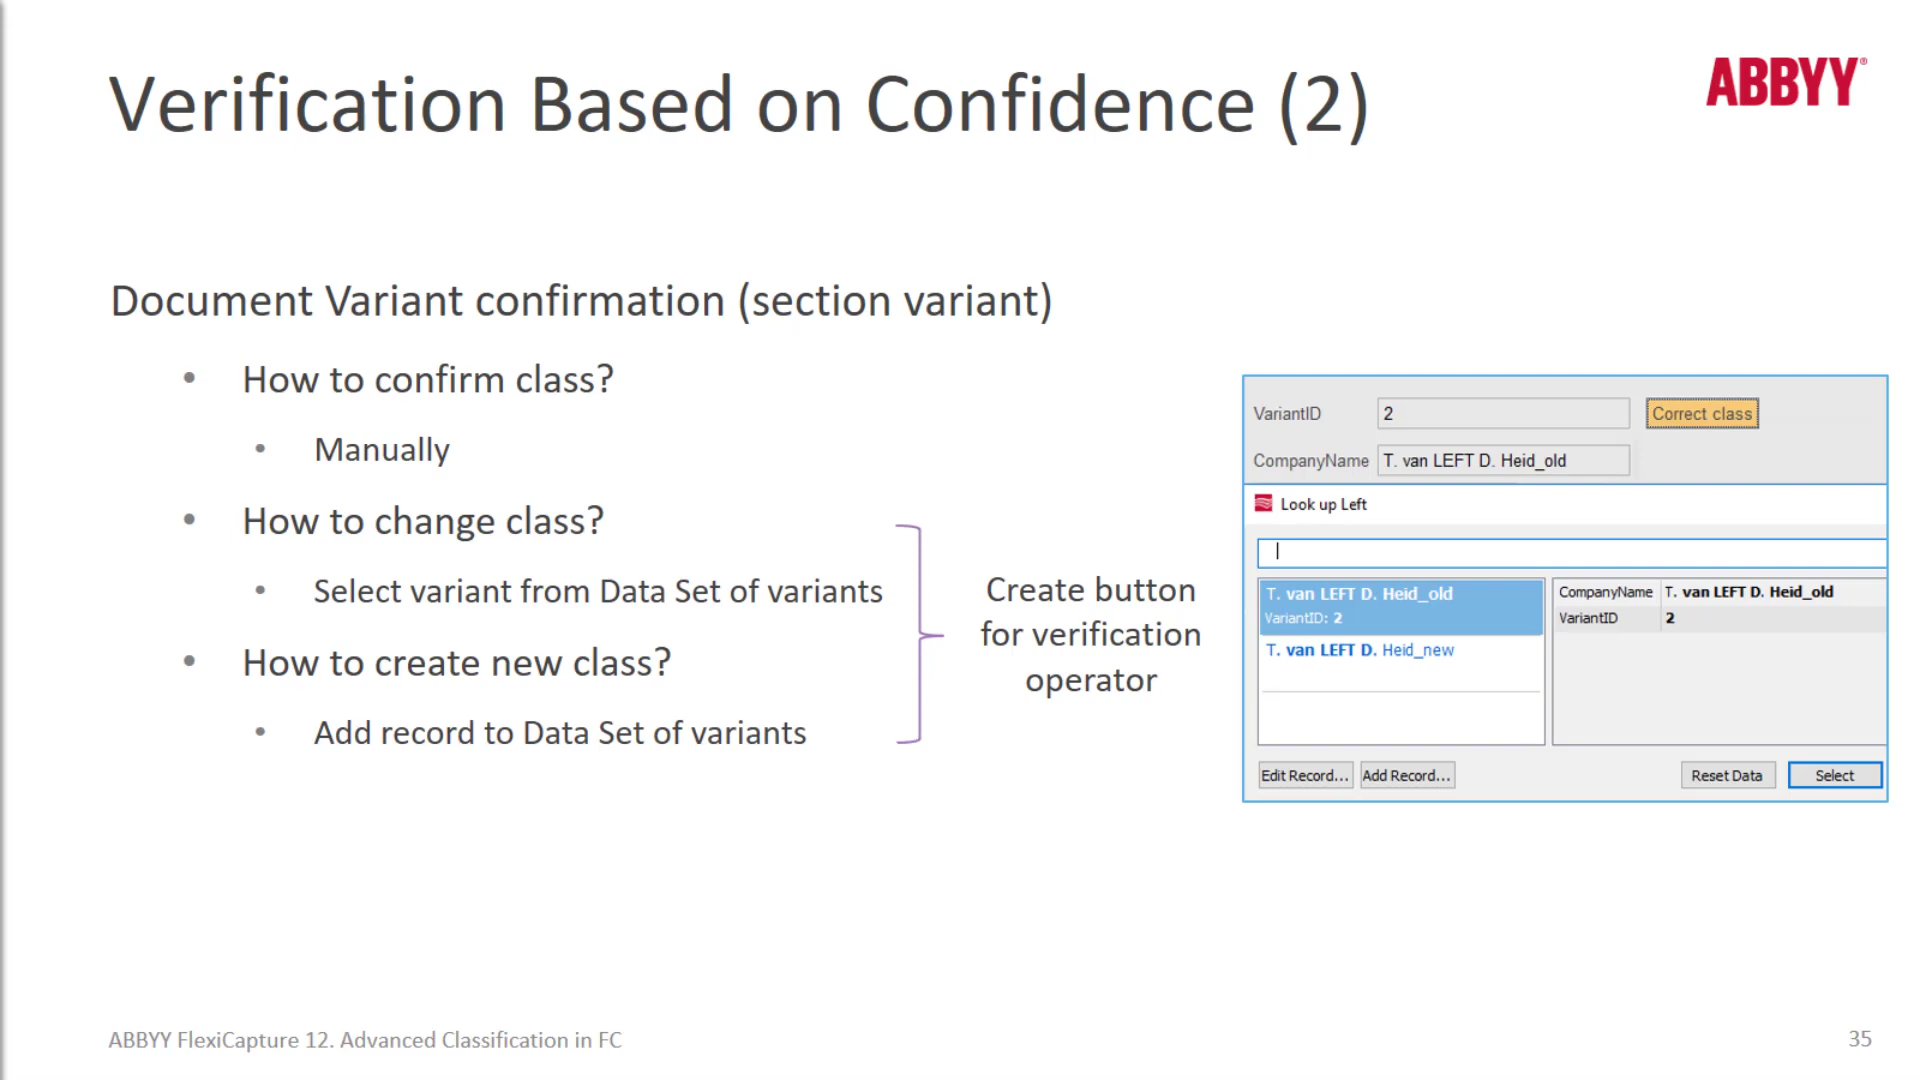 Verification Based on Confidence (2)
ABBYY®
Document Variant confirmation (section variant)
• How to confirm class?
• Manually
• How to change class?
• Select variant from Data Set of variants
• How to create new class?
• Add record to Data Set of variants
Create button
for verification
operator
VariantID 2 Correct class
CompanyName T. van LEFT D. Heid_old
Look up Left
T. van LEFT D. Heid_old
VariantID: 2
T. van LEFT D. Heid_new
CompanyName T. van LEFT D. Heid_old
VariantID 2
Edit Record... Add Record... Reset Data Select
ABBYY FlexiCapture 12. Advanced Classification in FC
35